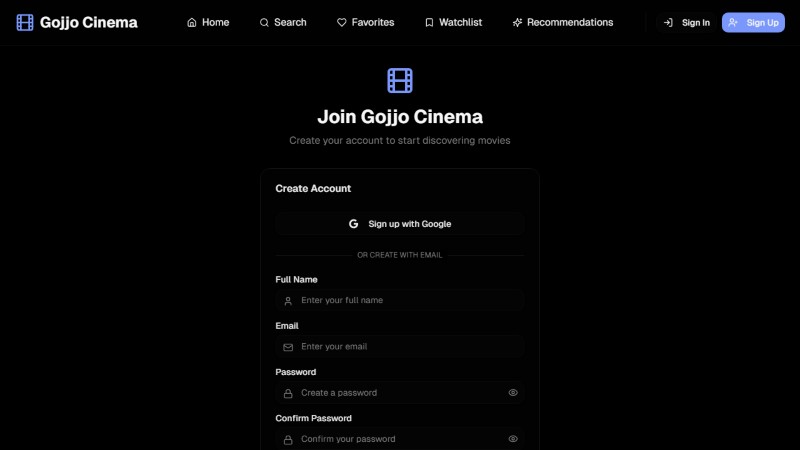 Gojjo Cinema Home Search Favorites Watchlist Recommendations Sign In Sign Up
Join Gojjo Cinema
Create your account to start discovering movies
Create Account
Sign up with Google
OR CREATE WITH EMAIL
Full Name
Enter your full name
Email
Enter your email
Password
Create a password
Confirm Password
Confirm your password